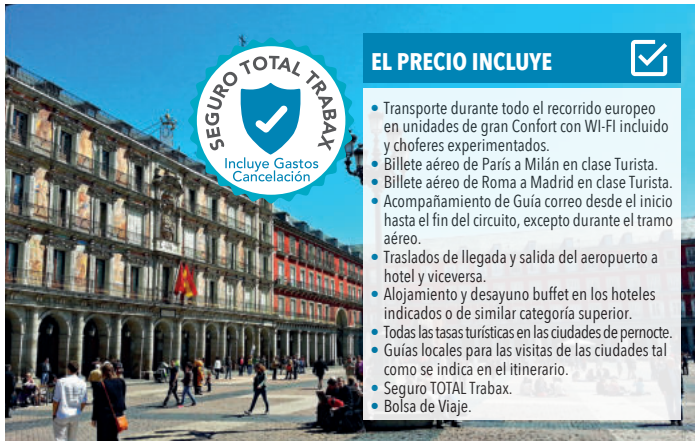 SEGURO TOTAL TRABAX
Incluye Gastos
Cancelación
EL PRECIO INCLUYE
• Transporte durante todo el recorrido europeo
en unidades de gran Confort con WI-FI incluido
y choferes experimentados.
• Billete aéreo de París a Milán en clase Turista.
• Billete aéreo de Roma a Madrid en clase Turista.
• Acompañamiento de Guía correo desde el inicio
hasta el fin del circuito, excepto durante el tramo
aéreo.
• Traslados de llegada y salida del aeropuerto a
hotel y viceversa.
• Alojamiento y desayuno buffet en los hoteles
indicados o de similar categoría superior.
• Todas las tasas turísticas en las ciudades de pernocte.
• Guías locales para las visitas de las ciudades tal
como se indica en el itinerario.
• Seguro TOTAL Trabax.
• Bolsa de Viaje.